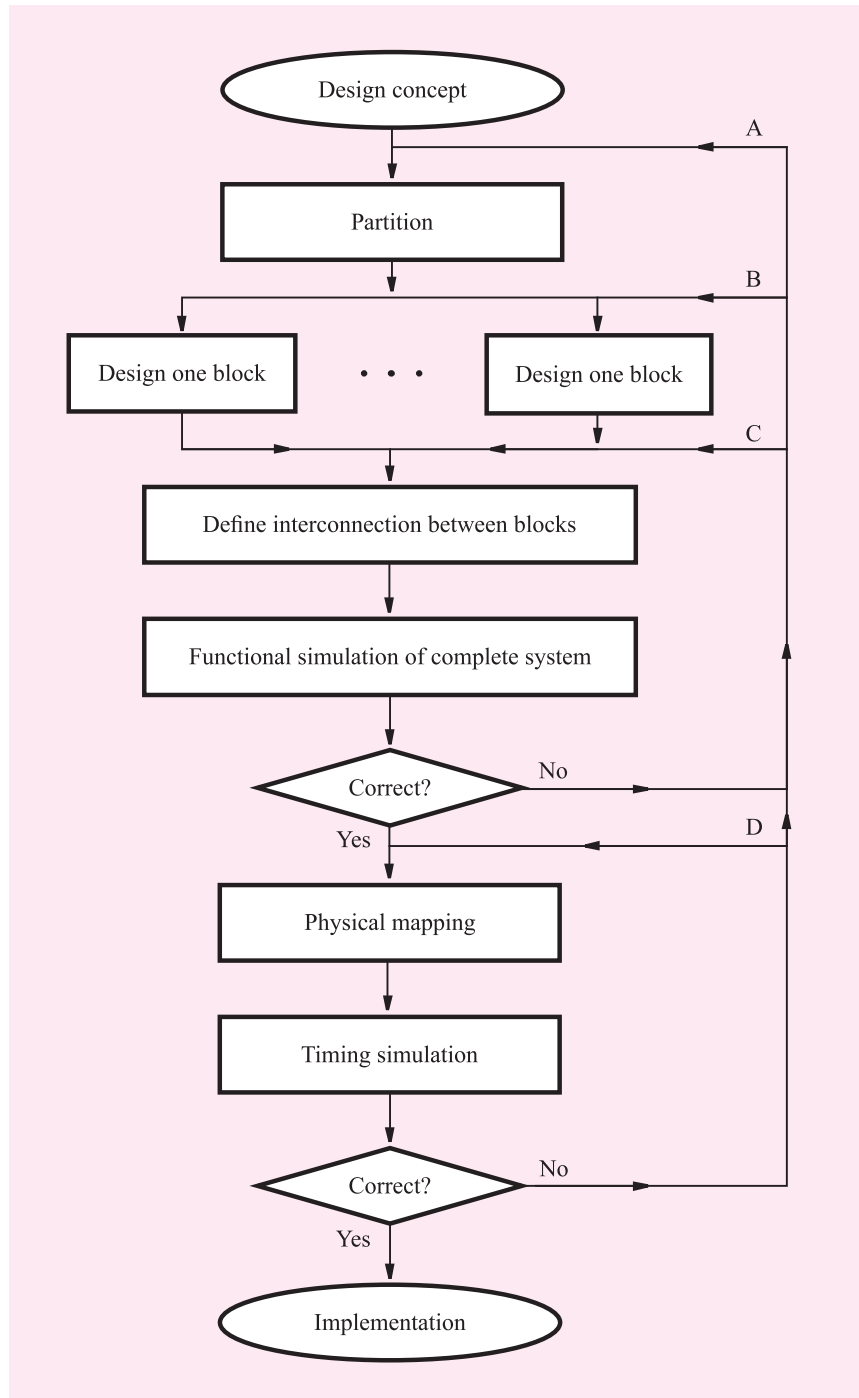 Design concept
A
Partition
B
Design one block
. . .
Design one block
C
Define interconnection between blocks
Functional simulation of complete system
Correct?
No
Yes
D
Physical mapping
Timing simulation
Correct?
No
Yes
Implementation